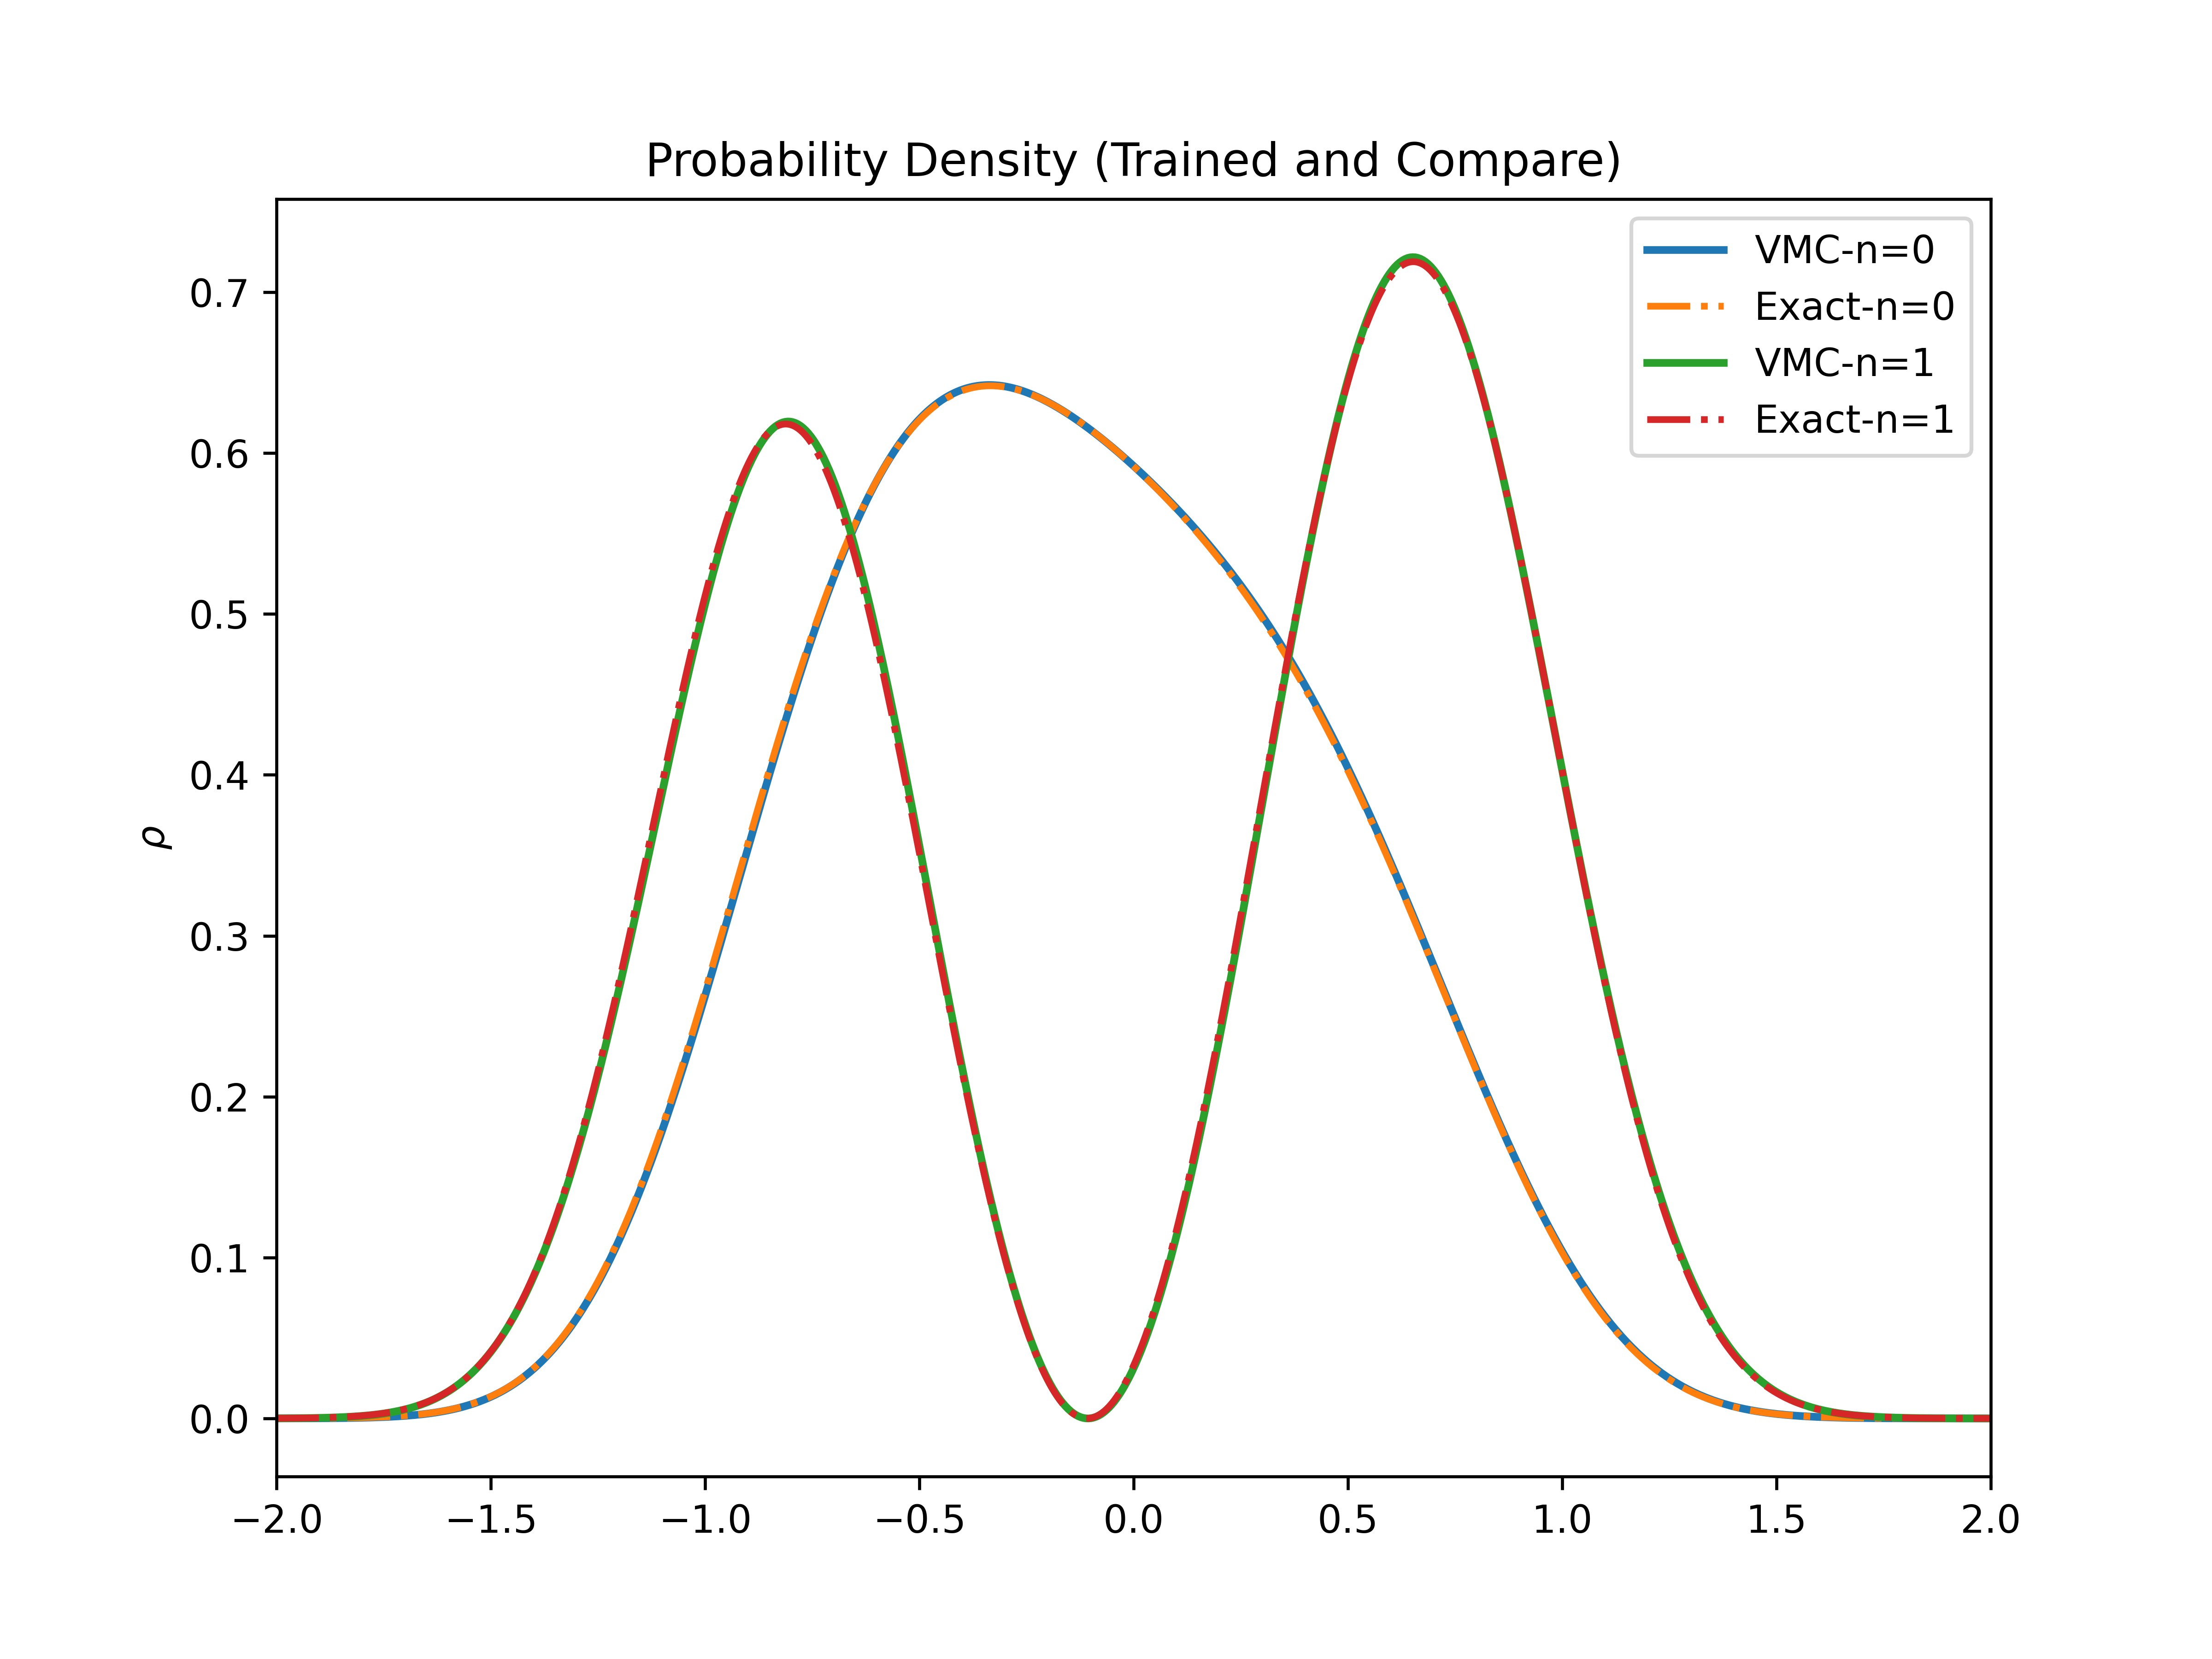 Probability Density (Trained and Compare)
VMC-n=0
Exact-n=0
VMC-n=1
Exact-n=1
0.7
0.6
0.5
0.4
0.3
0.2
0.1
0.0
ρ
−2.0 −1.5 −1.0 −0.5 0.0 0.5 1.0 1.5 2.0